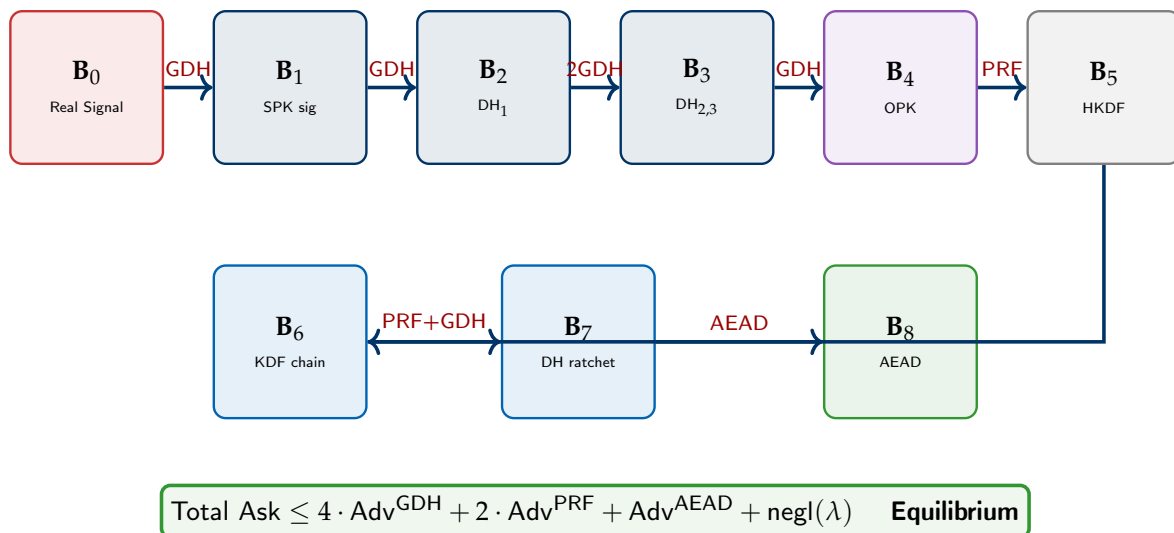 B₀
Real Signal
GDH
B₁
SPK sig
GDH
B₂
DH₁
2GDH
B₃
DH₂,₃
GDH
B₄
OPK
PRF
B₅
HKDF
B₆
KDF chain
PRF+GDH
B₇
DH ratchet
AEAD
B₈
AEAD
Total Ask ≤ 4 · Adv^GDH + 2 · Adv^PRF + Adv^AEAD + negl(λ) Equilibrium